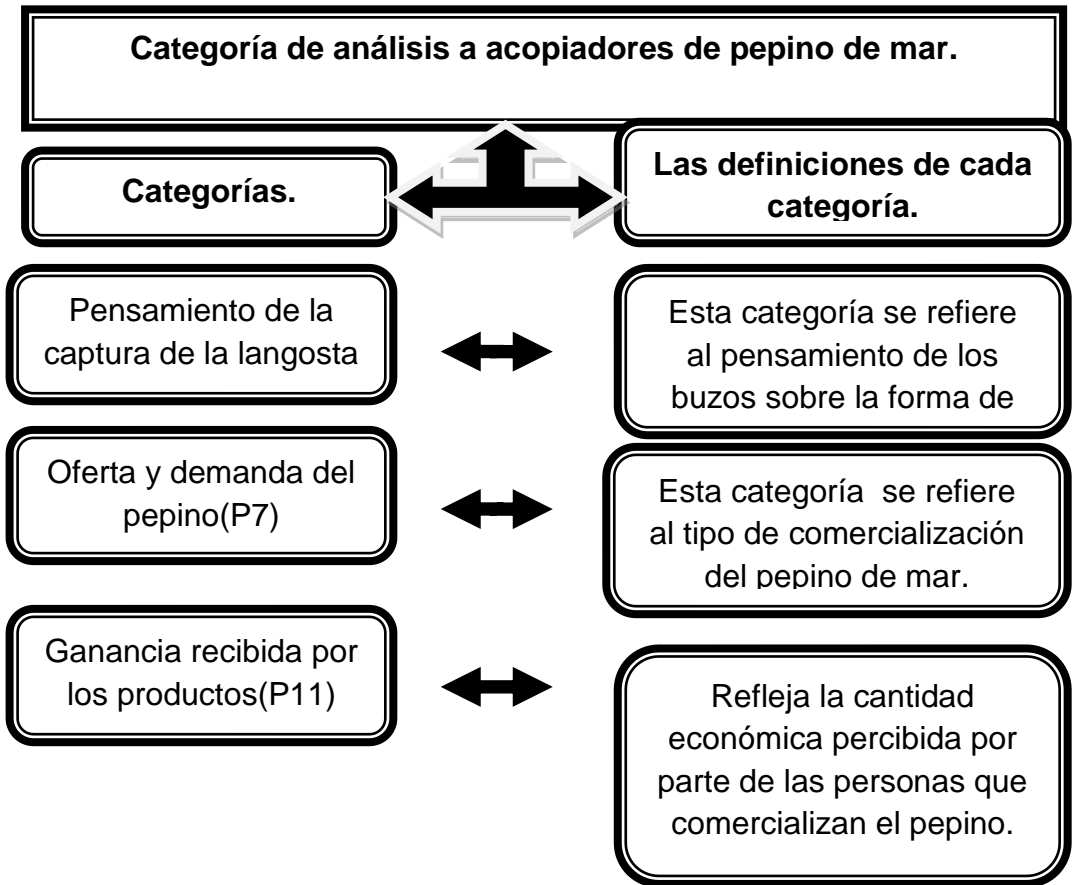 Categoría de análisis a acopiadores de pepino de mar.
Categorías.
Las definiciones de cada
categoría.
Pensamiento de la
captura de la langosta
Esta categoría se refiere
al pensamiento de los
buzos sobre la forma de
Oferta y demanda del
pepino(P7)
Esta categoría  se refiere
al tipo de comercialización
del pepino de mar.
Ganancia recibida por
los productos(P11)
Refleja la cantidad
económica percibida por
parte de las personas que
comercializan el pepino.